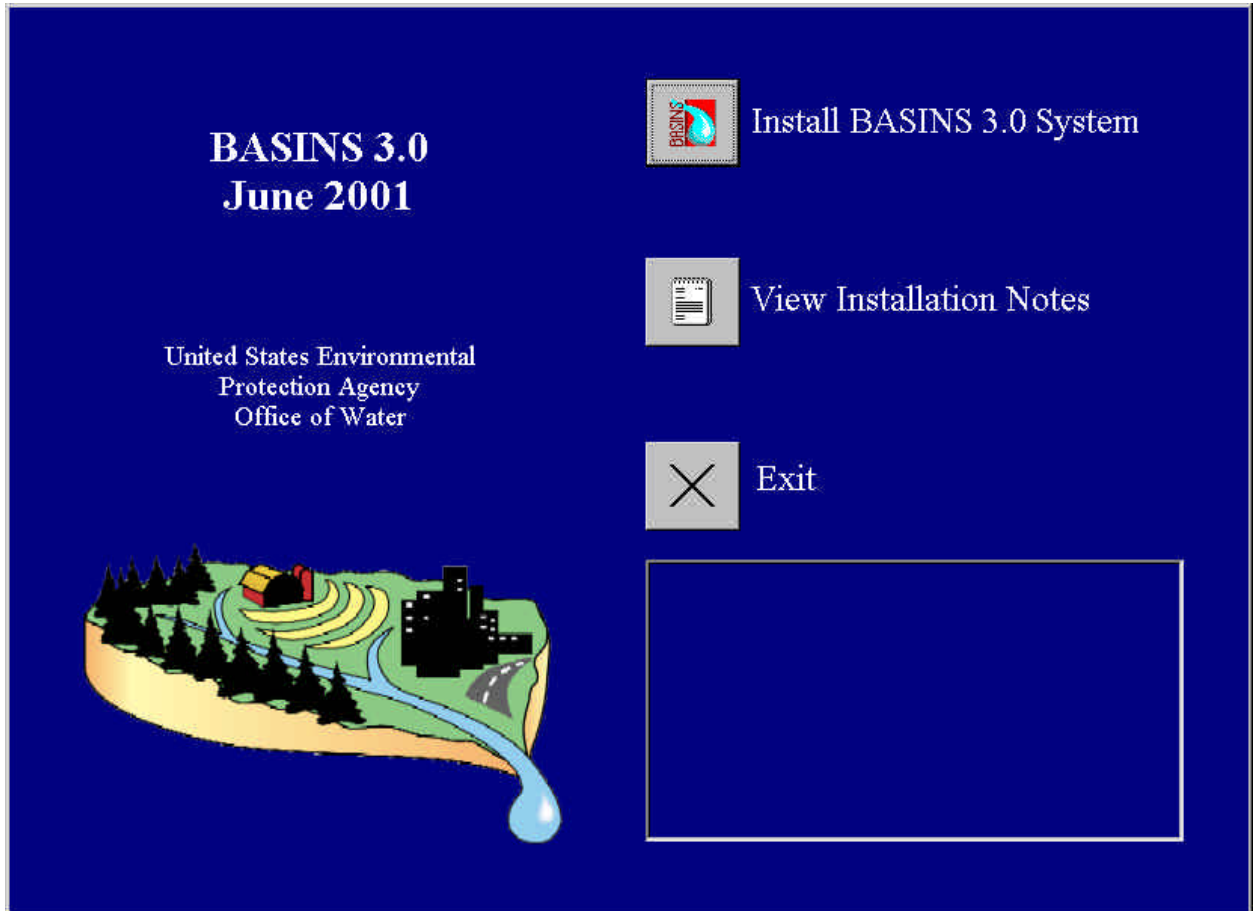 BASINS 3.0
June 2001
United States Environmental
Protection Agency
Office of Water
BASINS
Install BASINS 3.0 System
View Installation Notes
Exit